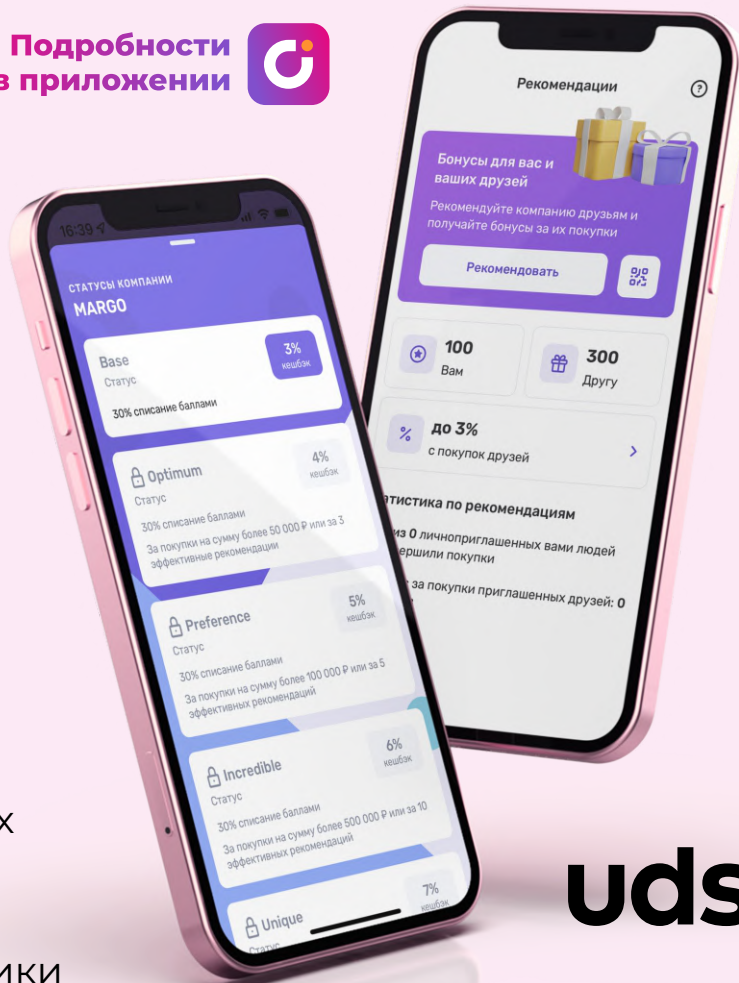 Подробности
в приложении
16:39
СТАТУСЫ КОМПАНИИ
MARGO
Base
Статус
3%
кешбэк
30% списание баллами
Optimum
Статус
4%
кешбэк
30% списание баллами
За покупки на сумму более 50 000 ₽ или за 3
эффективные рекомендации
Preference
Статус
5%
кешбэк
30% списание баллами
За покупки на сумму более 100 000 ₽ или за 5
эффективных рекомендаций
Incredible
Статус
6%
кешбэк
30% списание баллами
За покупки на сумму более 500 000 ₽ или за 10
эффективных рекомендаций
Unique
Статус
7%
кешбэк
Рекомендации
?
Бонусы для вас и
ваших друзей
Рекомендуйте компанию друзьям и
получайте бонусы за их покупки
Рекомендовать
100
Вам
300
Другу
до 3%
с покупок друзей
по рекомендациям
из 0 личноприглашенных вами людей
покупки
за покупки приглашенных друзей: 0
uds